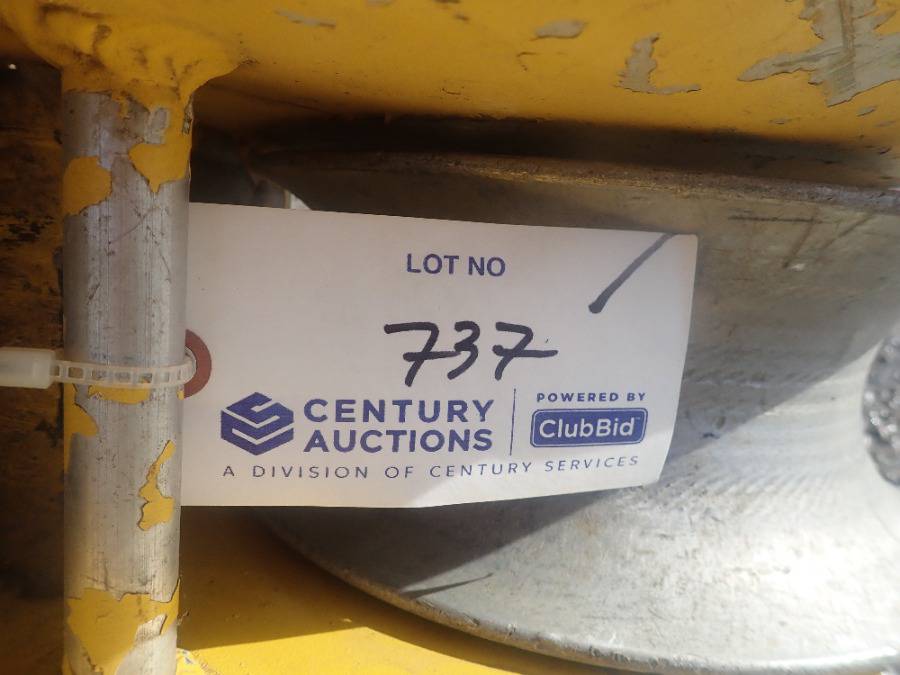 LOT NO
737
CENTURY
AUCTIONS
POWERED BY
ClubBid
A DIVISION OF CENTURY SERVICES